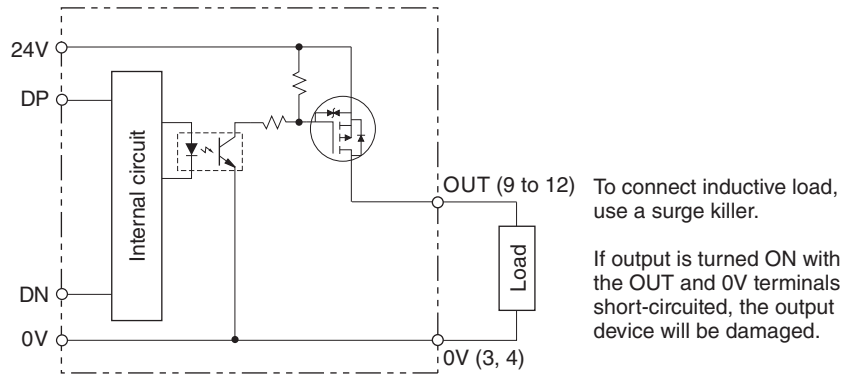 24V
DP
Internal circuit
DN
0V
OUT (9 to 12)
Load
0V (3, 4)
To connect inductive load,
use a surge killer.
If output is turned ON with
the OUT and 0V terminals
short-circuited, the output
device will be damaged.